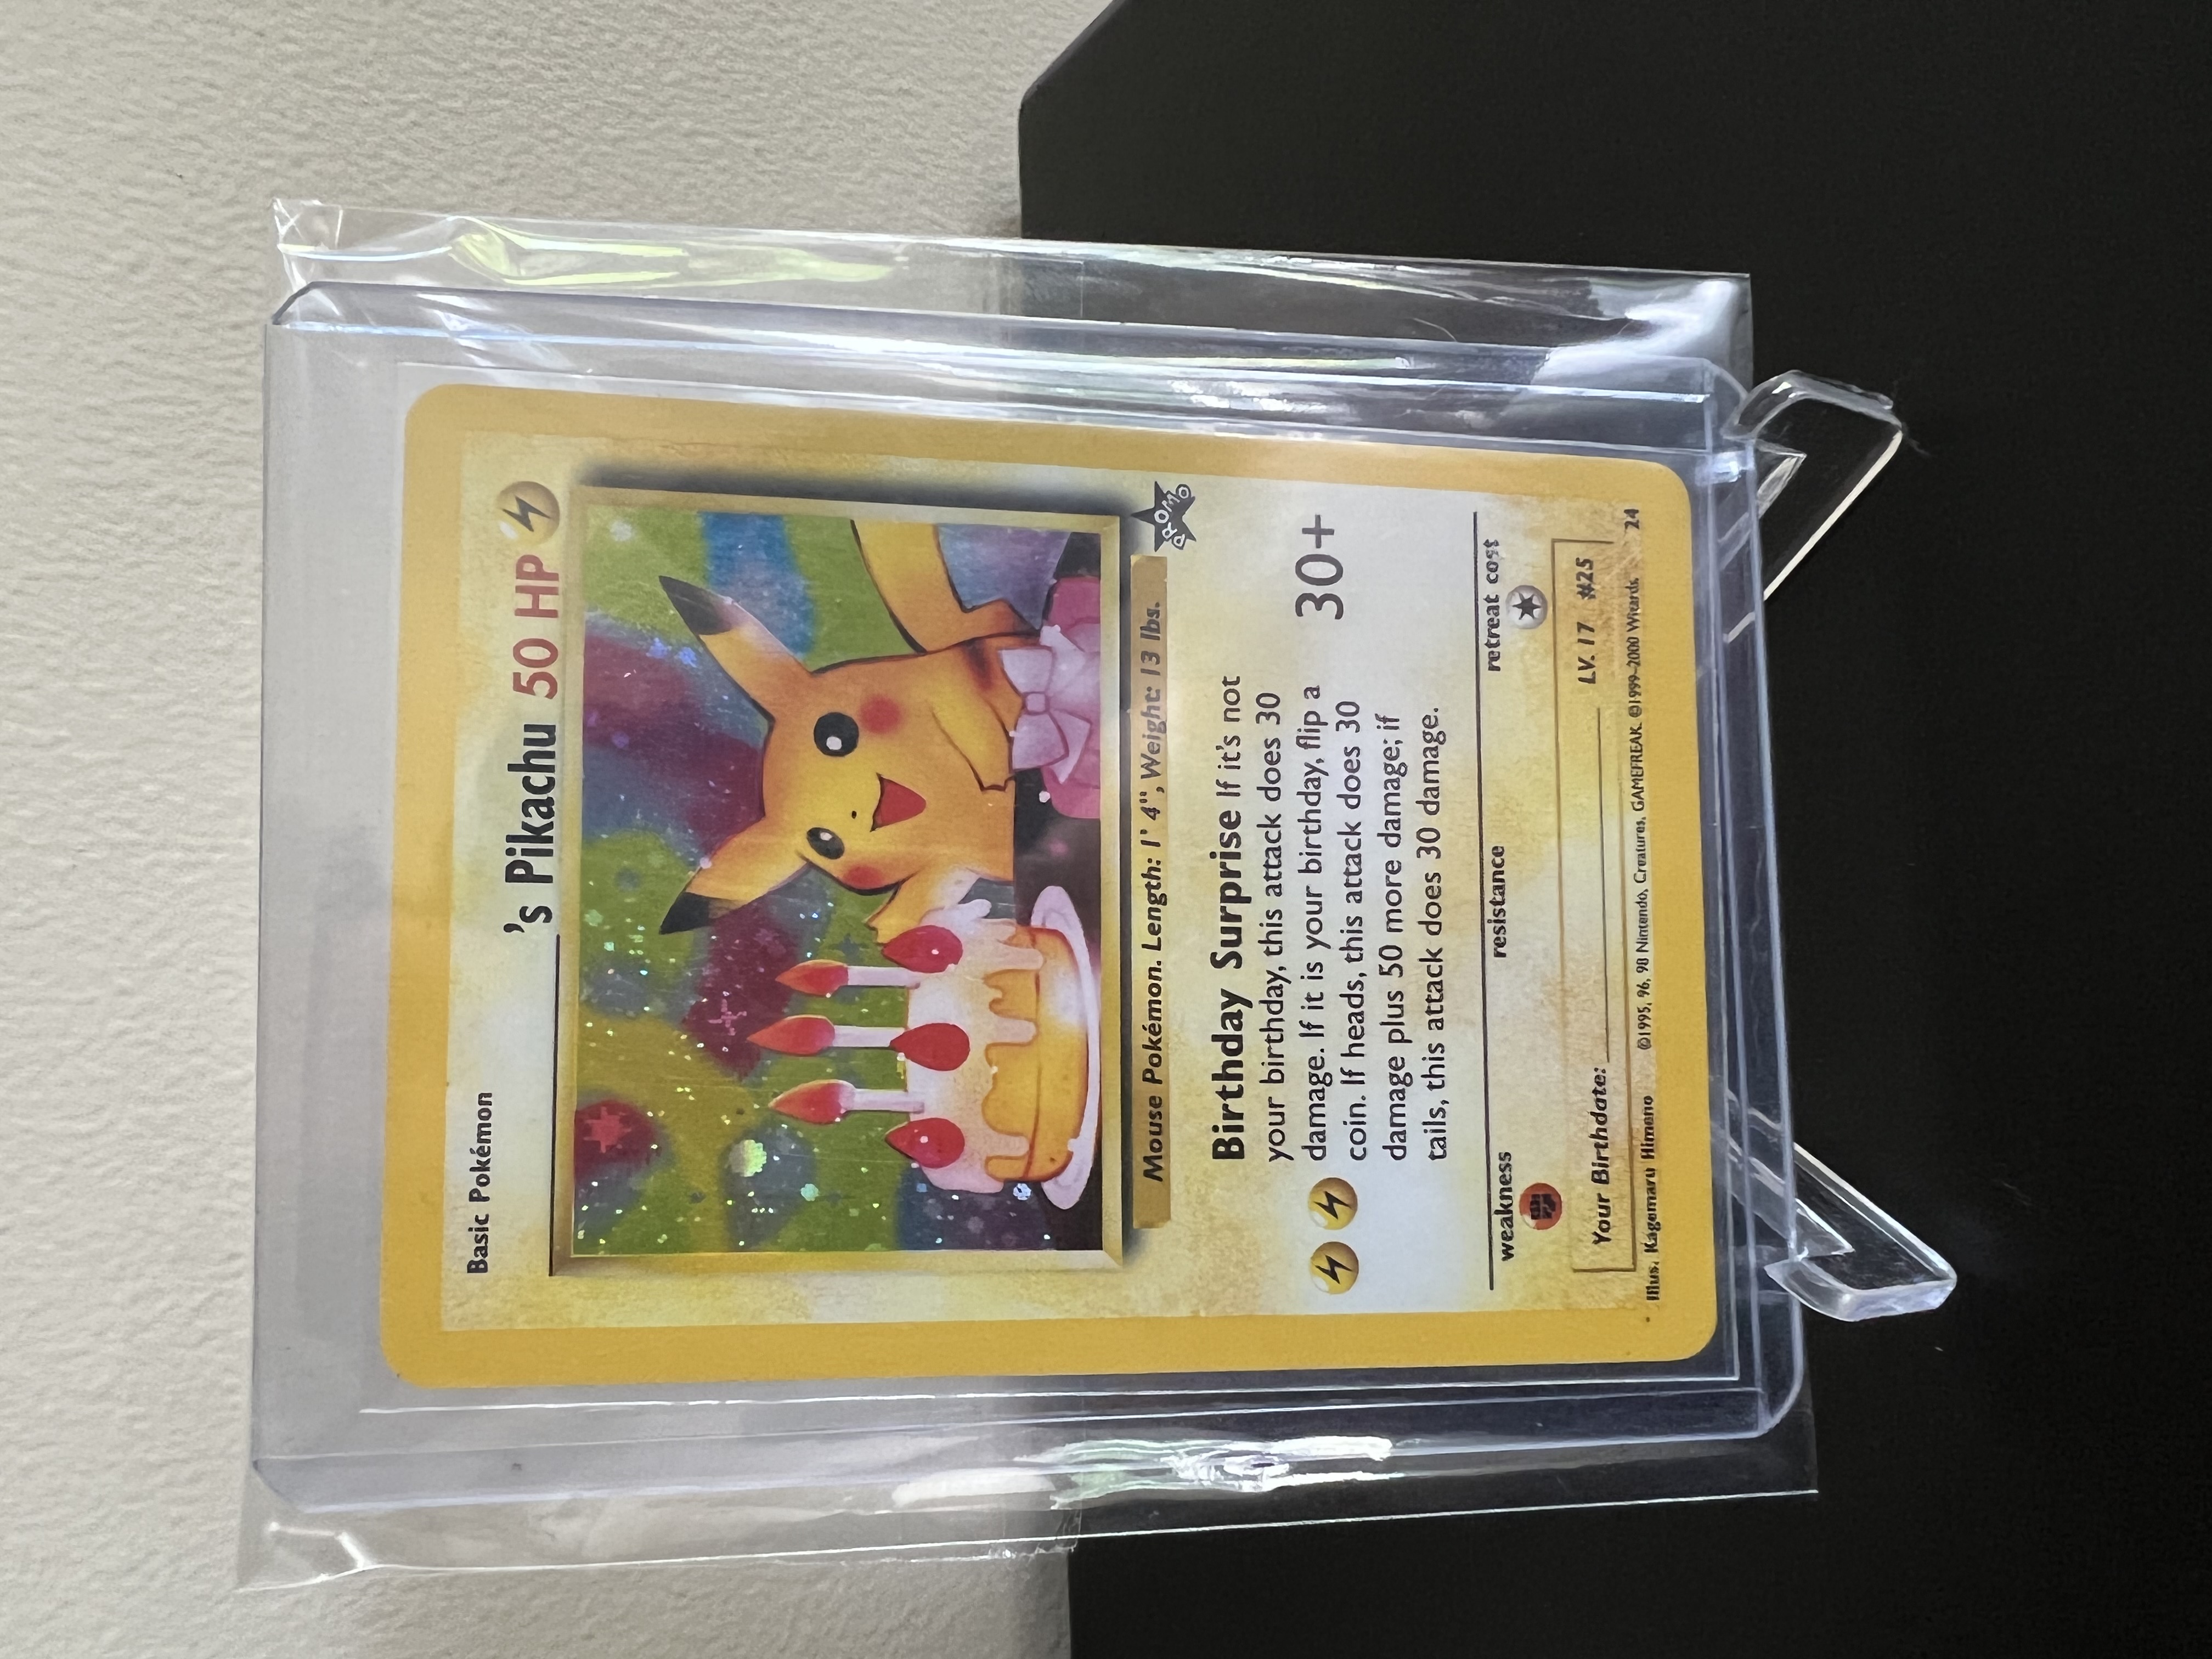 Basic Pokémon
________'s Pikachu 50 HP
Mouse Pokémon. Length: 1' 4", Weight: 13 lbs.
PROMO
Birthday Surprise If it's not
your birthday, this attack does 30
damage. If it is your birthday, flip a
coin. If heads, this attack does 30
damage plus 50 more damage; if
tails, this attack does 30 damage.
30+
weakness resistance retreat cost
Your Birthdate:________ LV. 17 #25
Illus. Kagemaru Himeno ©1995, 96, 98 Nintendo, Creatures, GAMEFREAK. ©1999–2000 Wizards. 24